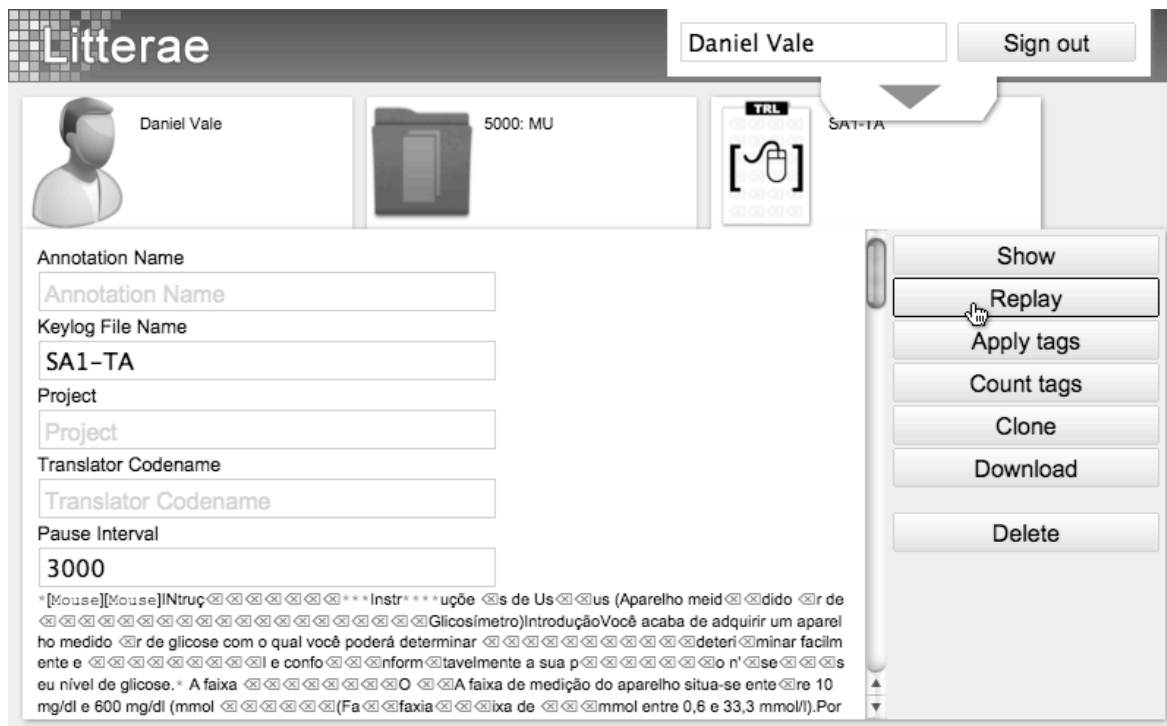 Litterae
Daniel Vale
Sign out
Daniel Vale
5000: MU
TRL
SA1-TA
Annotation Name
Annotation Name
Keylog File Name
SA1-TA
Project
Project
Translator Codename
Translator Codename
Pause Interval
3000
*[Mouse][Mouse]INtruç⌫⌫⌫⌫⌫⌫⌫***Instr****uçõe ⌫s de Us⌫⌫us (Aparelho meid⌫⌫dido ⌫r de
⌫⌫⌫⌫⌫⌫⌫⌫⌫⌫⌫⌫⌫⌫⌫⌫⌫⌫⌫Glicosímetro)IntroduçãoVocê acaba de adquirir um aparel
ho medido ⌫r de glicose com o qual você poderá determinar ⌫⌫⌫⌫⌫⌫⌫⌫⌫⌫⌫deteri⌫minar facilm
ente e ⌫⌫⌫⌫⌫⌫⌫⌫l e confo⌫⌫⌫nform⌫tavelmente a sua p⌫⌫⌫⌫⌫⌫⌫o n'⌫se⌫⌫⌫s
eu nível de glicose.* A faixa ⌫⌫⌫⌫⌫⌫⌫O ⌫⌫A faixa de medição do aparelho situa-se ente⌫re 10
mg/dl e 600 mg/dl (mmol ⌫⌫⌫⌫⌫(Fa⌫⌫faxia⌫⌫⌫ixa de ⌫⌫⌫mmol entre 0,6 e 33,3 mmol/l).Por
Show
Replay
Apply tags
Count tags
Clone
Download
Delete